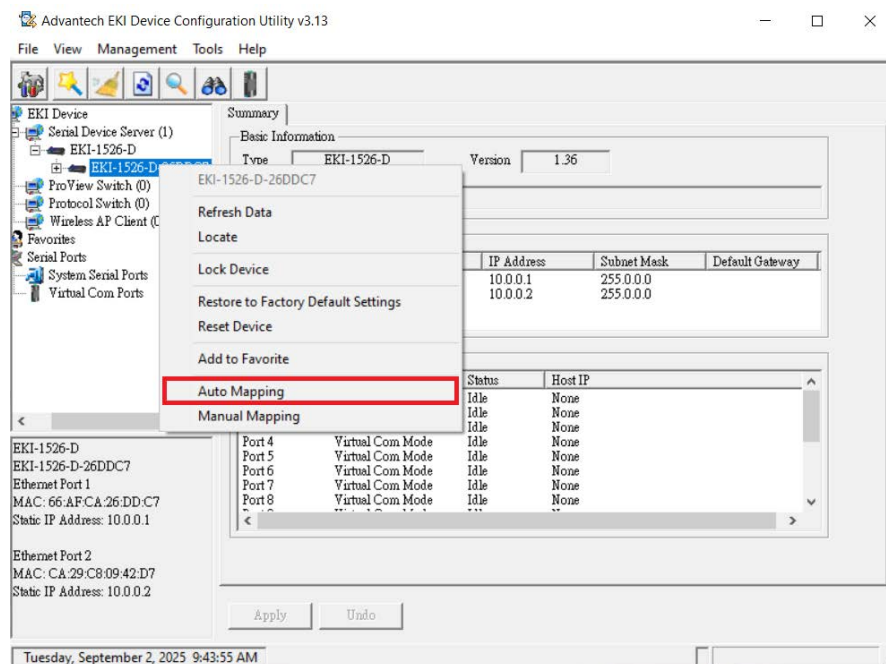 Advantech EKI Device Configuration Utility v3.13
File View Management Tools Help
EKI Device
Serial Device Server (1)
EKI-1526-D
EKI-1526-D-26DDC7
ProView Switch (0)
Protocol Switch (0)
Wireless AP Client (0
Favorites
Serial Ports
System Serial Ports
Virtual Com Ports
Summary
Basic Information
Type EKI-1526-D Version 1.36
EKI-1526-D-26DDC7
Refresh Data
Locate
Lock Device
Restore to Factory Default Settings
Reset Device
Add to Favorite
Auto Mapping
Manual Mapping
IP Address Subnet Mask Default Gateway
10.0.0.1 255.0.0.0
10.0.0.2 255.0.0.0
Status Host IP
Idle None
Idle None
Idle None
Port 4 Virtual Com Mode Idle None
Port 5 Virtual Com Mode Idle None
Port 6 Virtual Com Mode Idle None
Port 7 Virtual Com Mode Idle None
Port 8 Virtual Com Mode Idle None
EKI-1526-D
EKI-1526-D-26DDC7
Ethernet Port 1
MAC: 66:AF:CA:26:DD:C7
Static IP Address: 10.0.0.1
Ethernet Port 2
MAC: CA:29:C8:09:42:D7
Static IP Address: 10.0.0.2
Apply Undo
Tuesday, September 2, 2025 9:43:55 AM